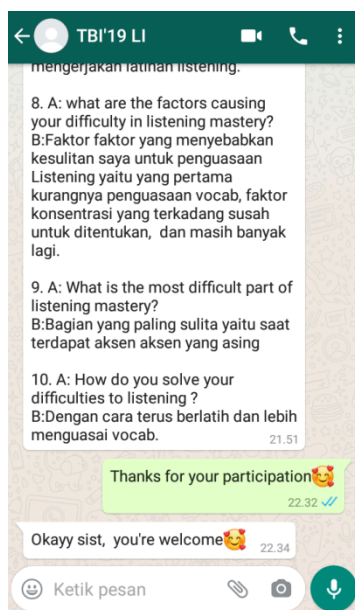 TBI'19 LI
mengerjakan latihan listening.
8. A: what are the factors causing
your difficulty in listening mastery?
B:Faktor faktor yang menyebabkan
kesulitan saya untuk penguasaan
Listening yaitu yang pertama
kurangnya penguasaan vocab, faktor
konsentrasi yang terkadang susah
untuk ditentukan,  dan masih banyak
lagi.
9. A: What is the most difficult part of
listening mastery?
B:Bagian yang paling sulita yaitu saat
terdapat aksen aksen yang asing
10. A: How do you solve your
difficulties to listening ?
B:Dengan cara terus berlatih dan lebih
menguasai vocab.
21.51
Thanks for your participation🥰
22.32
Okayy sist,  you're welcome🥰
22.34
Ketik pesan